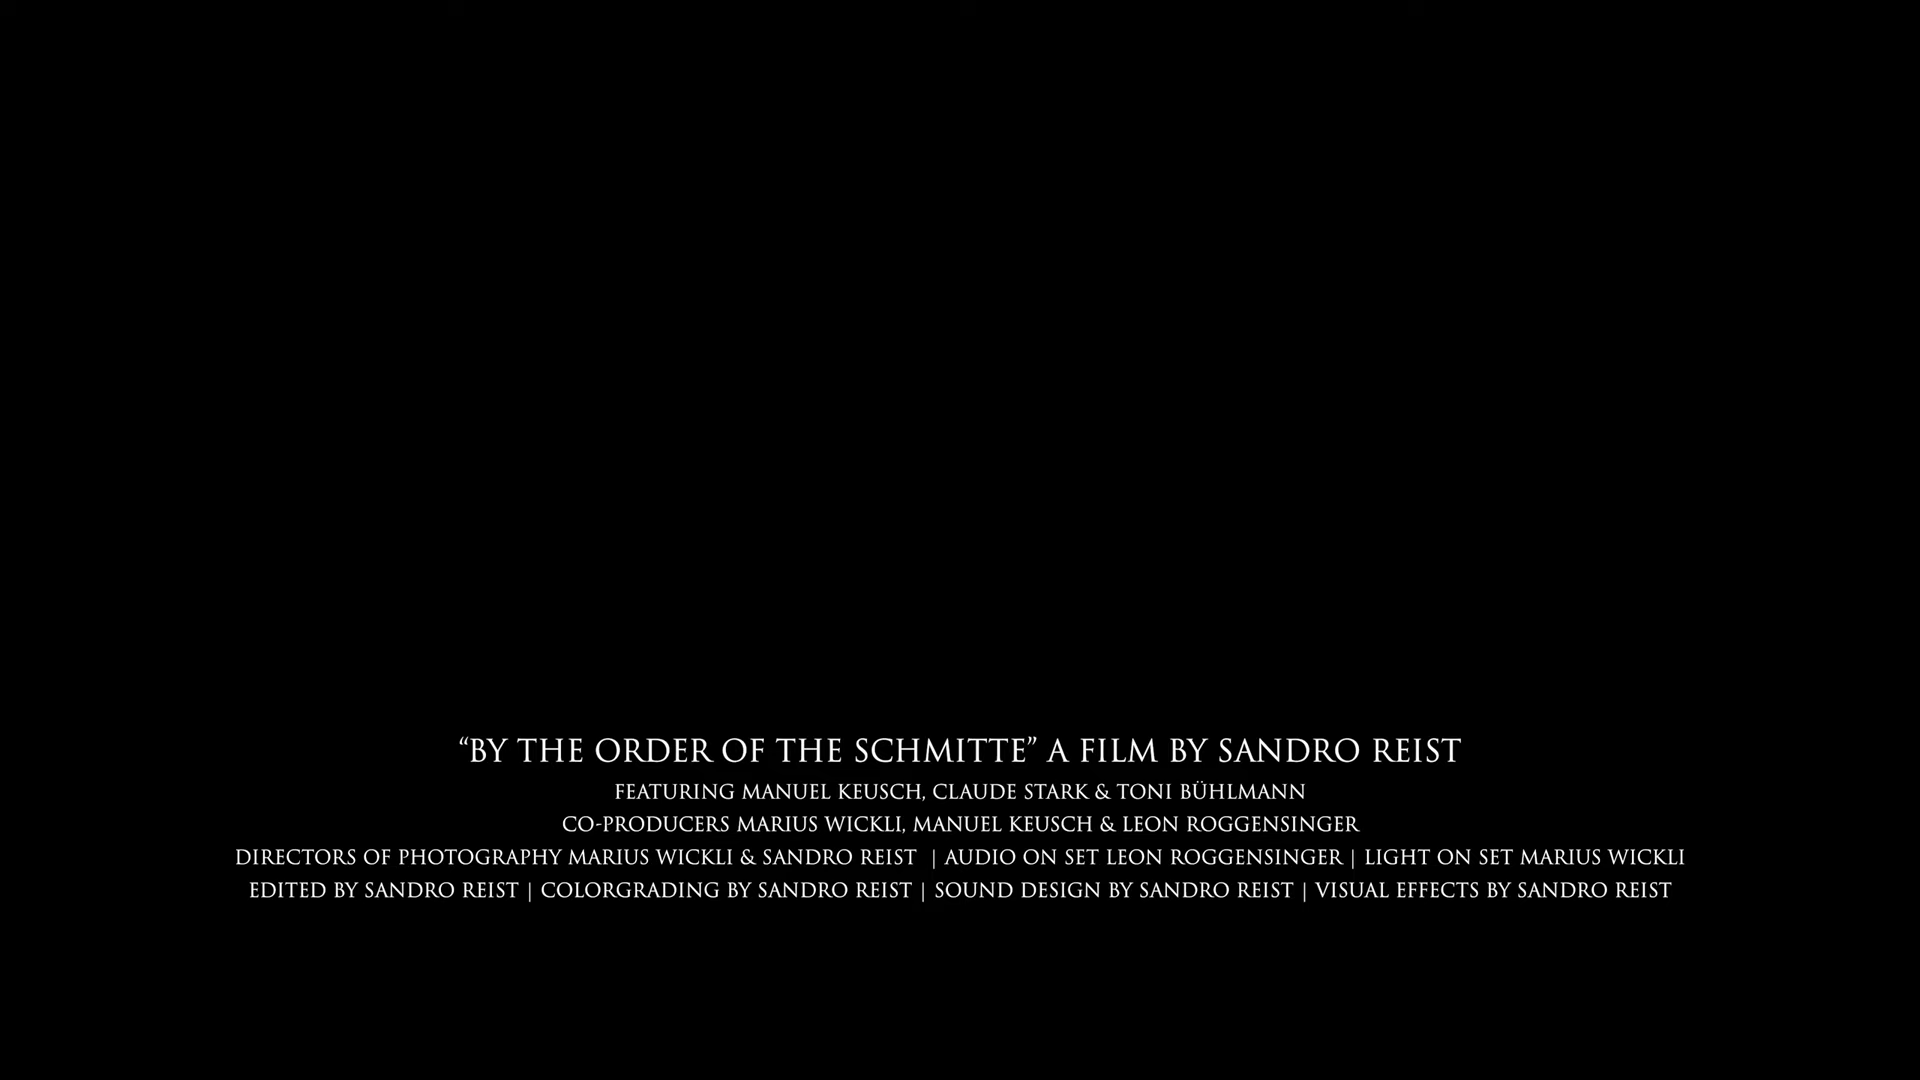 “BY THE ORDER OF THE SCHMITTE” A FILM BY SANDRO REIST
FEATURING MANUEL KEUSCH, CLAUDE STARK & TONI BÜHLMANN
CO-PRODUCERS MARIUS WICKLI, MANUEL KEUSCH & LEON ROGGENSINGER
DIRECTORS OF PHOTOGRAPHY MARIUS WICKLI & SANDRO REIST | AUDIO ON SET LEON ROGGENSINGER | LIGHT ON SET MARIUS WICKLI
EDITED BY SANDRO REIST | COLORGRADING BY SANDRO REIST | SOUND DESIGN BY SANDRO REIST | VISUAL EFFECTS BY SANDRO REIST